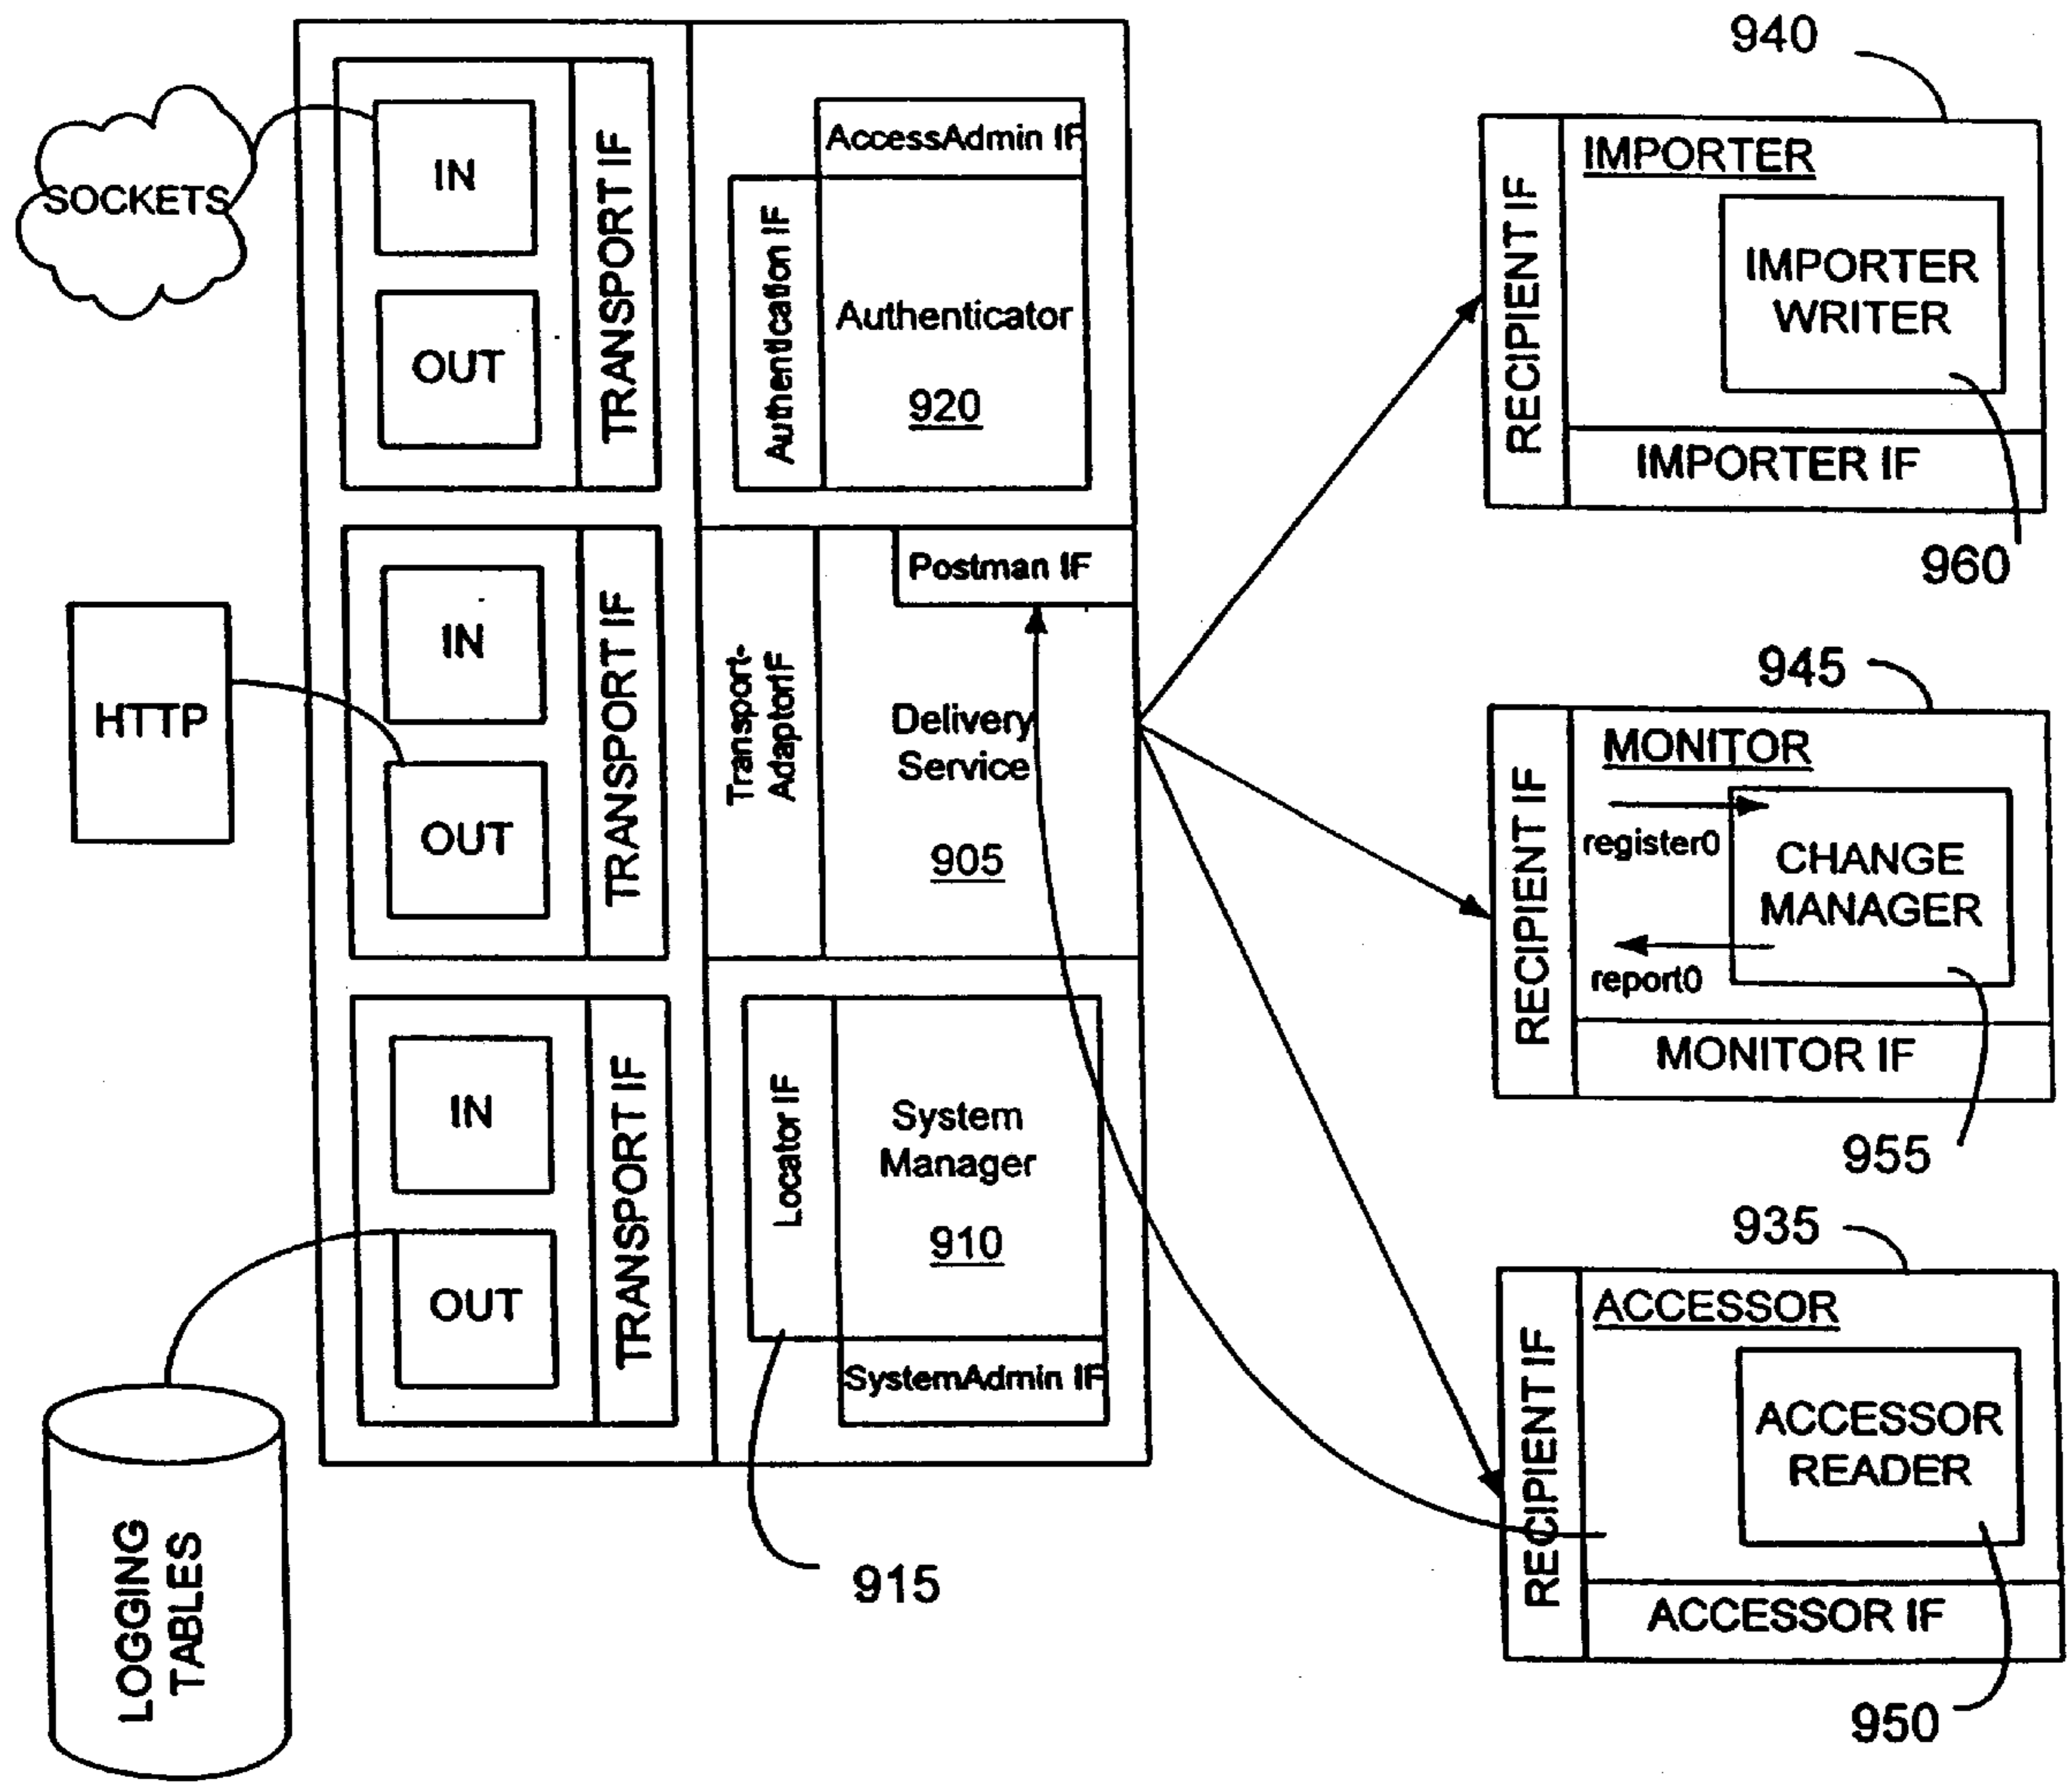 SOCKETS
HTTP
LOGGING
TABLES
IN
OUT
TRANSPORT IF
IN
OUT
TRANSPORT IF
IN
OUT
TRANSPORT IF
AccessAdmin IF
Authentication IF
Authenticator
920
Postman IF
Transport-
AdaptorIF
Delivery
Service
905
Locator IF
System
Manager
910
SystemAdmin IF
915
940
RECIPIENT IF
IMPORTER
IMPORTER
WRITER
IMPORTER IF
960
945
RECIPIENT IF
MONITOR
register0
CHANGE
MANAGER
report0
MONITOR IF
955
935
RECIPIENT IF
ACCESSOR
ACCESSOR
READER
ACCESSOR IF
950